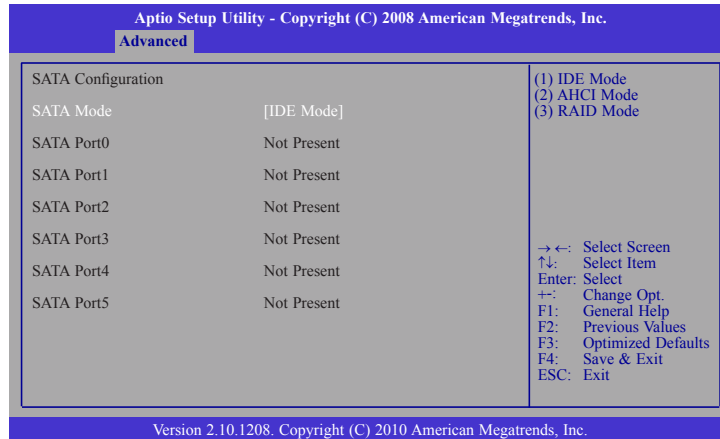 Aptio Setup Utility - Copyright (C) 2008 American Megatrends, Inc.
Advanced
SATA Configuration
SATA Mode [IDE Mode]
SATA Port0 Not Present
SATA Port1 Not Present
SATA Port2 Not Present
SATA Port3 Not Present
SATA Port4 Not Present
SATA Port5 Not Present
(1) IDE Mode
(2) AHCI Mode
(3) RAID Mode
→←: Select Screen
↑↓: Select Item
Enter: Select
+-: Change Opt.
F1: General Help
F2: Previous Values
F3: Optimized Defaults
F4: Save & Exit
ESC: Exit
Version 2.10.1208. Copyright (C) 2010 American Megatrends, Inc.